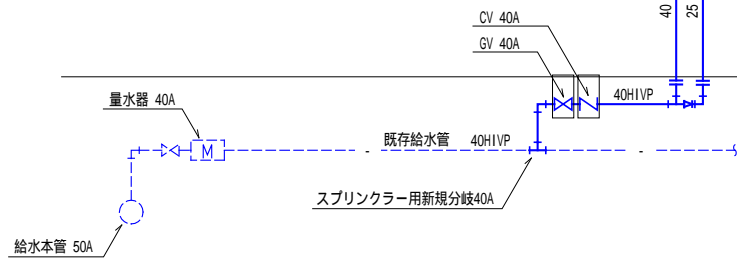 40
25
CV 40A
GV 40A
40HIVP
量水器 40A
M
既存給水管 40HIVP
スプリンクラー用新規分岐40A
給水本管 50A